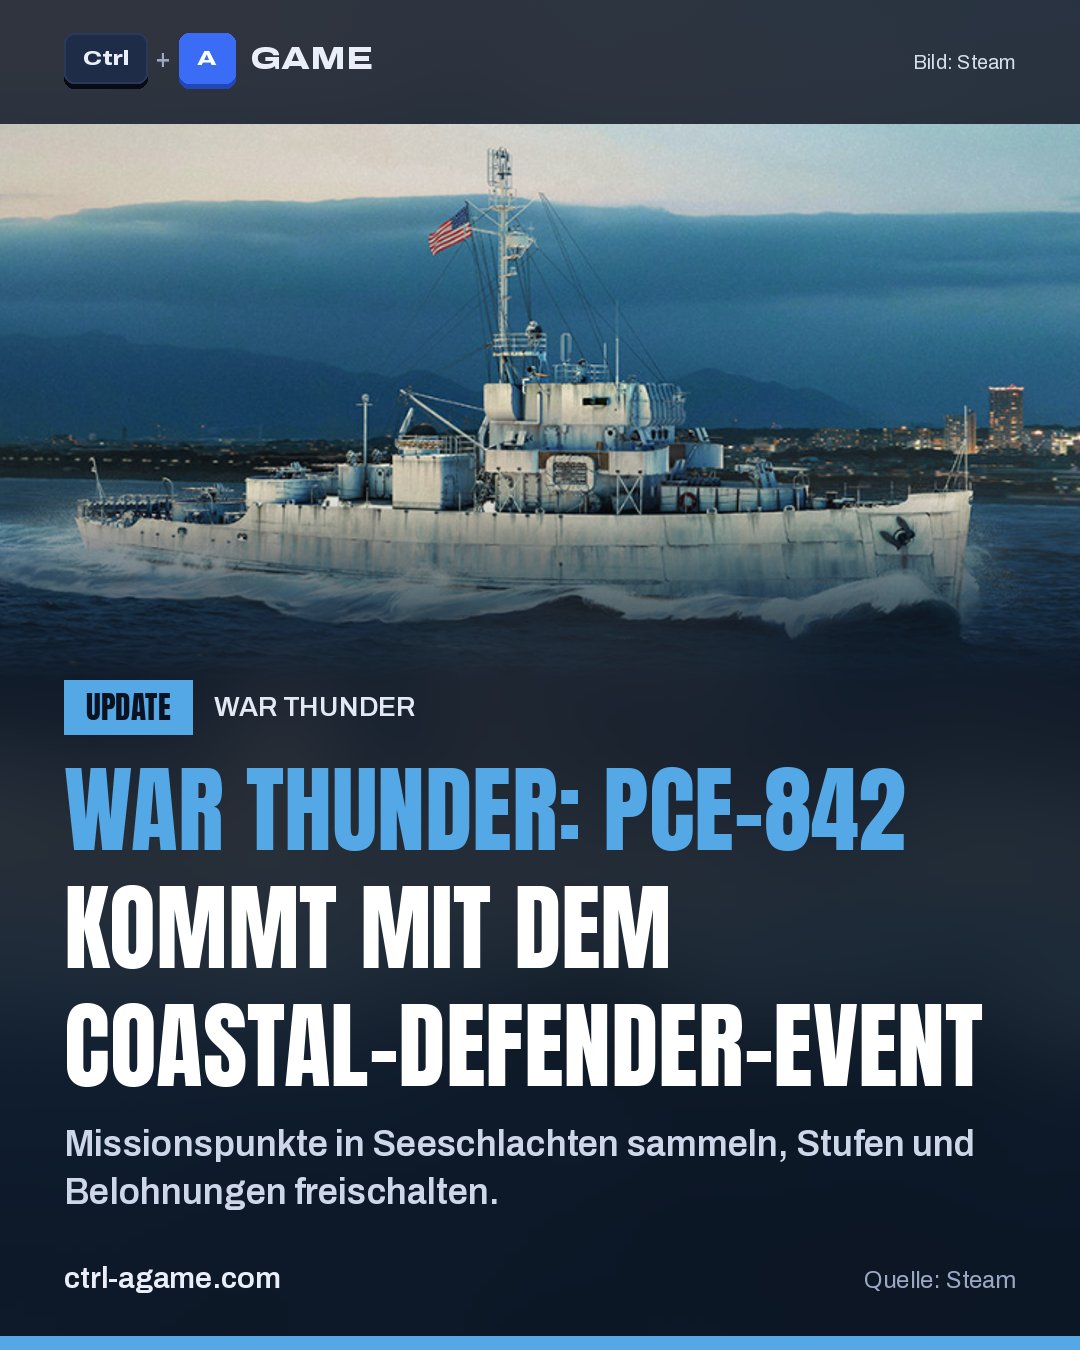 Ctrl + A GAME
Bild: Steam
UPDATE WAR THUNDER
WAR THUNDER: PCE-842
KOMMT MIT DEM
COASTAL-DEFENDER-EVENT
Missionspunkte in Seeschlachten sammeln, Stufen und
Belohnungen freischalten.
ctrl-agame.com
Quelle: Steam